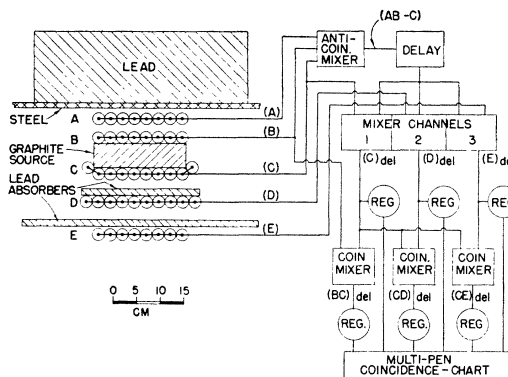 LEAD
STEEL
A
B
GRAPHITE
SOURCE
C
LEAD
ABSORBERS
D
E
0 5 10 15
CM
(A)
(B)
(C)
(D)
(E)
(AB-C)
ANTI-
COIN.
MIXER
DELAY
MIXER CHANNELS
1 2 3
(C)del (D)del (E)del
REG REG REG
COIN MIXER
COIN. MIXER
COIN MIXER
(BC)del (CD)del (CE)del
REG. REG. REG.
MULTI-PEN
COINCIDENCE-CHART